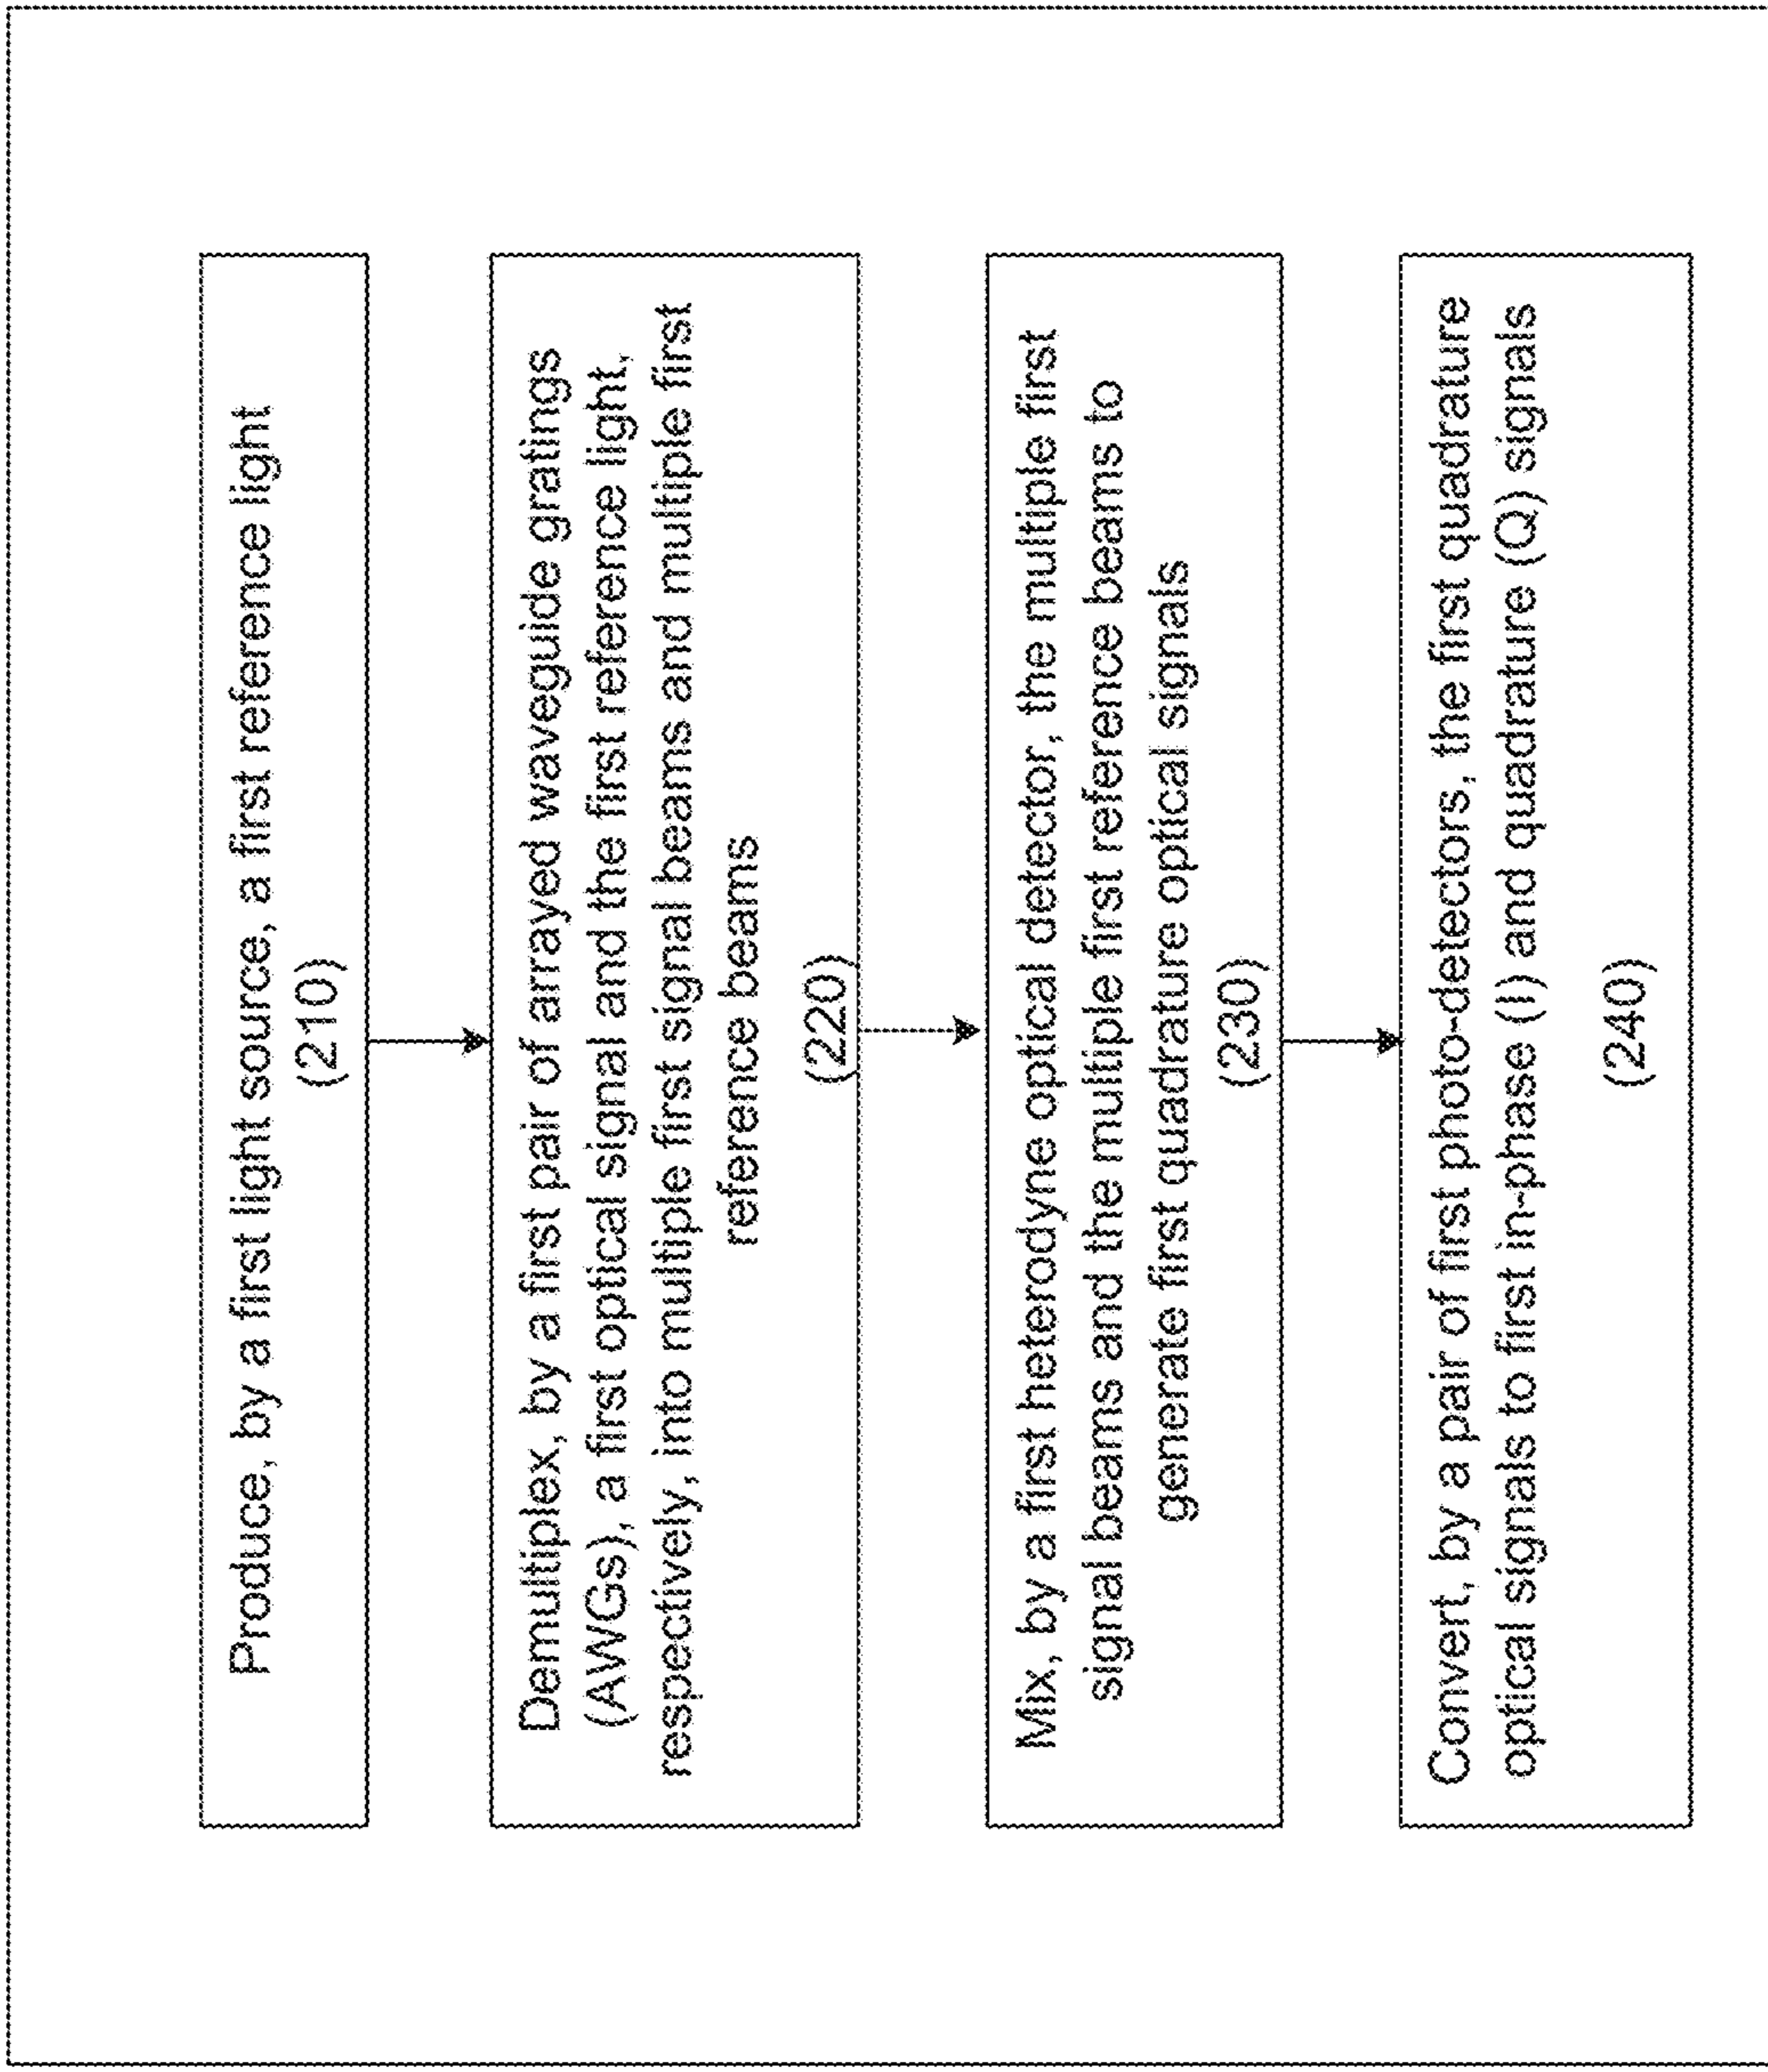 Produce, by a first light source, a first reference light
(210)
Demultiplex, by a first pair of arrayed waveguide gratings
(AWGs), a first optical signal and the first reference light,
respectively, into multiple first signal beams and multiple first
reference beams
(220)
Mix, by a first heterodyne optical detector, the multiple first
signal beams and the multiple first reference beams to
generate first quadrature optical signals
(230)
Convert, by a pair of first photo-detectors, the first quadrature
optical signals to first in-phase (I) and quadrature (Q) signals
(240)